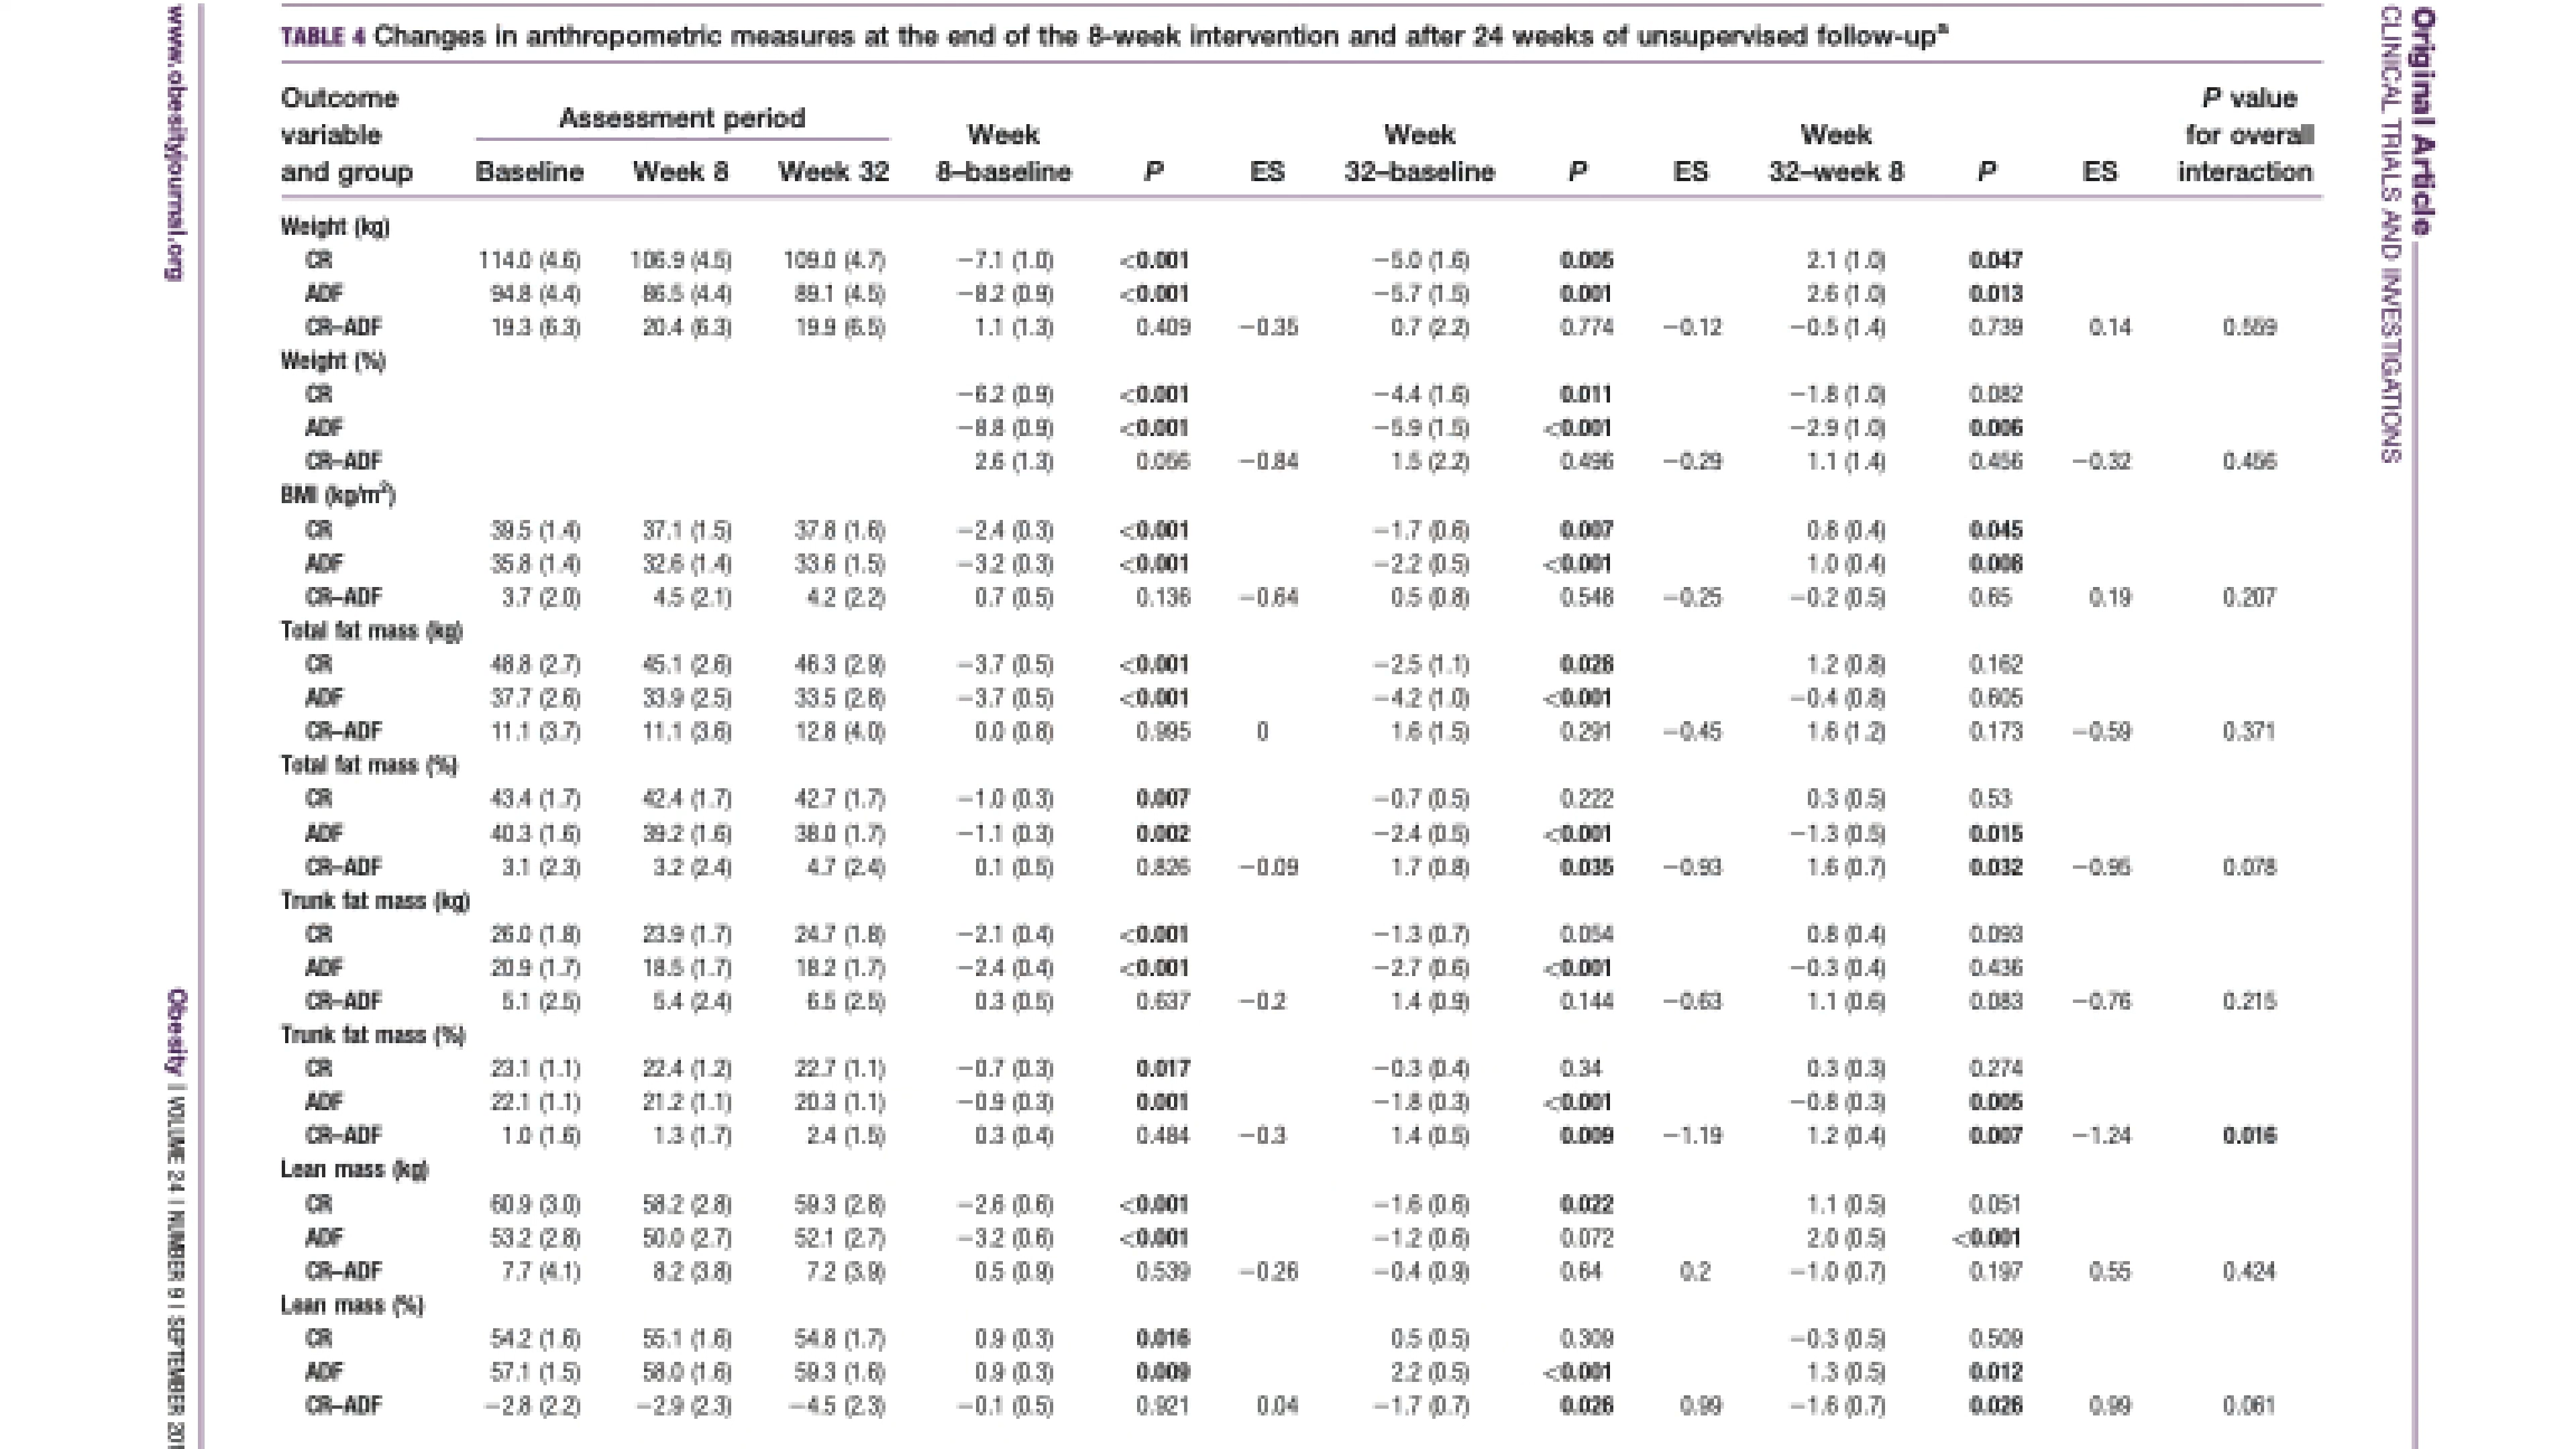 TABLE 4 Changes in anthropometric measures at the end of the 8-week intervention and after 24 weeks of unsupervised follow-upª
Outcome variable and group Assessment period Baseline Week 8 Week 32 Week 8–baseline P ES Week 32–baseline P ES Week 32–week 8 P ES P value for overall interaction
Weight (kg)
CR 114.0 (4.6) 106.9 (4.5) 109.0 (4.7) −7.1 (1.0) <0.001 −5.0 (1.6) 0.005 2.1 (1.0) 0.047
ADF 94.8 (4.4) 86.5 (4.4) 89.1 (4.5) −8.2 (0.9) <0.001 −5.7 (1.5) 0.001 2.6 (1.0) 0.013
CR–ADF 19.3 (6.3) 20.4 (6.3) 19.9 (6.5) 1.1 (1.3) 0.409 −0.35 0.7 (2.2) 0.774 −0.12 −0.5 (1.4) 0.739 0.14 0.559
Weight (%)
CR −6.2 (0.9) <0.001 −4.4 (1.6) 0.011 −1.8 (1.0) 0.082
ADF −8.8 (0.9) <0.001 −5.9 (1.5) <0.001 −2.9 (1.0) 0.006
CR–ADF 2.6 (1.3) 0.056 −0.84 1.5 (2.2) 0.496 −0.29 1.1 (1.4) 0.456 −0.32 0.456
BMI (kg/m²)
CR 39.5 (1.4) 37.1 (1.5) 37.8 (1.6) −2.4 (0.3) <0.001 −1.7 (0.6) 0.007 0.8 (0.4) 0.045
ADF 35.8 (1.4) 32.6 (1.4) 33.6 (1.5) −3.2 (0.3) <0.001 −2.2 (0.5) <0.001 1.0 (0.4) 0.008
CR–ADF 3.7 (2.0) 4.5 (2.1) 4.2 (2.2) 0.7 (0.5) 0.136 −0.64 0.5 (0.8) 0.548 −0.25 −0.2 (0.5) 0.65 0.19 0.207
Total fat mass (kg)
CR 48.8 (2.7) 45.1 (2.6) 46.3 (2.9) −3.7 (0.5) <0.001 −2.5 (1.1) 0.028 1.2 (0.8) 0.162
ADF 37.7 (2.6) 33.9 (2.5) 33.5 (2.8) −3.7 (0.5) <0.001 −4.2 (1.0) <0.001 −0.4 (0.8) 0.605
CR–ADF 11.1 (3.7) 11.1 (3.6) 12.8 (4.0) 0.0 (0.8) 0.995 0 1.6 (1.5) 0.291 −0.45 1.6 (1.2) 0.173 −0.59 0.371
Total fat mass (%)
CR 43.4 (1.7) 42.4 (1.7) 42.7 (1.7) −1.0 (0.3) 0.007 −0.7 (0.5) 0.222 0.3 (0.5) 0.53
ADF 40.3 (1.6) 39.2 (1.6) 38.0 (1.7) −1.1 (0.3) 0.002 −2.4 (0.5) <0.001 −1.3 (0.5) 0.015
CR–ADF 3.1 (2.3) 3.2 (2.4) 4.7 (2.4) 0.1 (0.5) 0.826 −0.09 1.7 (0.8) 0.035 −0.93 1.6 (0.7) 0.032 −0.95 0.078
Trunk fat mass (kg)
CR 26.0 (1.8) 23.9 (1.7) 24.7 (1.8) −2.1 (0.4) <0.001 −1.3 (0.7) 0.054 0.8 (0.4) 0.093
ADF 20.9 (1.7) 18.5 (1.7) 18.2 (1.7) −2.4 (0.4) <0.001 −2.7 (0.6) <0.001 −0.3 (0.4) 0.436
CR–ADF 5.1 (2.5) 5.4 (2.4) 6.5 (2.5) 0.3 (0.5) 0.637 −0.2 1.4 (0.9) 0.144 −0.63 1.1 (0.6) 0.083 −0.76 0.215
Trunk fat mass (%)
CR 23.1 (1.1) 22.4 (1.2) 22.7 (1.1) −0.7 (0.3) 0.017 −0.3 (0.4) 0.34 0.3 (0.3) 0.274
ADF 22.1 (1.1) 21.2 (1.1) 20.3 (1.1) −0.9 (0.3) 0.001 −1.8 (0.3) <0.001 −0.8 (0.3) 0.005
CR–ADF 1.0 (1.6) 1.3 (1.7) 2.4 (1.5) 0.3 (0.4) 0.484 −0.3 1.4 (0.5) 0.009 −1.19 1.2 (0.4) 0.007 −1.24 0.016
Lean mass (kg)
CR 60.9 (3.0) 58.2 (2.8) 59.3 (2.8) −2.6 (0.6) <0.001 −1.6 (0.6) 0.022 1.1 (0.5) 0.051
ADF 53.2 (2.8) 50.0 (2.7) 52.1 (2.7) −3.2 (0.6) <0.001 −1.2 (0.6) 0.072 2.0 (0.5) <0.001
CR–ADF 7.7 (4.1) 8.2 (3.8) 7.2 (3.9) 0.5 (0.9) 0.539 −0.26 −0.4 (0.9) 0.64 0.2 −1.0 (0.7) 0.197 0.55 0.424
Lean mass (%)
CR 54.2 (1.6) 55.1 (1.6) 54.8 (1.7) 0.9 (0.3) 0.016 0.5 (0.5) 0.309 −0.3 (0.5) 0.509
ADF 57.1 (1.5) 58.0 (1.6) 59.3 (1.6) 0.9 (0.3) 0.009 2.2 (0.5) <0.001 1.3 (0.5) 0.012
CR–ADF −2.8 (2.2) −2.9 (2.3) −4.5 (2.3) −0.1 (0.5) 0.921 0.04 −1.7 (0.7) 0.026 0.99 −1.6 (0.7) 0.026 0.99 0.061
Original Article
CLINICAL TRIALS AND INVESTIGATIONS
www.obesityjournal.org
Obesity | VOLUME 24 | NUMBER 9 | SEPTEMBER